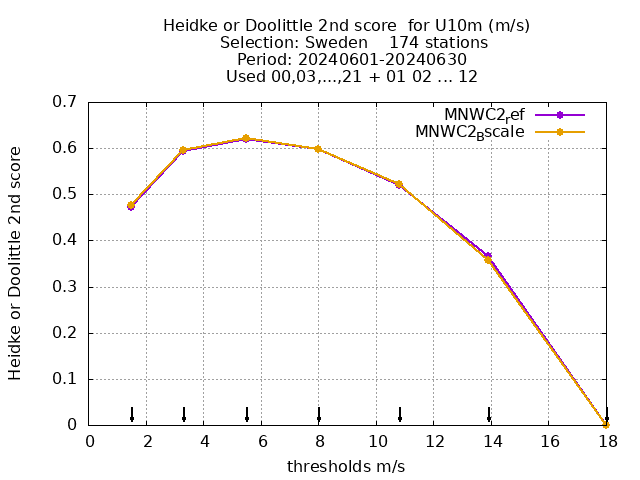 Heidke or Doolittle 2nd score  for U10m (m/s)
Selection: Sweden    174 stations
Period: 20240601-20240630
Used 00,03,...,21 + 01 02 ... 12
MNWC2ref
MNWC2Bscale
Heidke or Doolittle 2nd score
0.7
0.6
0.5
0.4
0.3
0.2
0.1
0
0 2 4 6 8 10 12 14 16 18
thresholds m/s